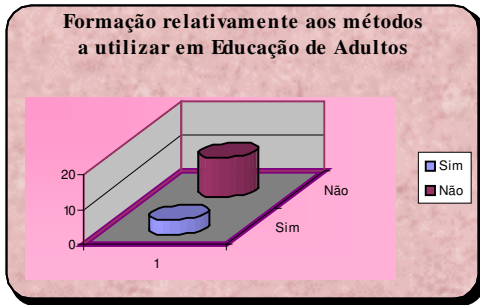 Formação relativamente aos métodos
a utilizar em Educação de Adultos
20
10
0
1
Sim
Não
Sim
Não